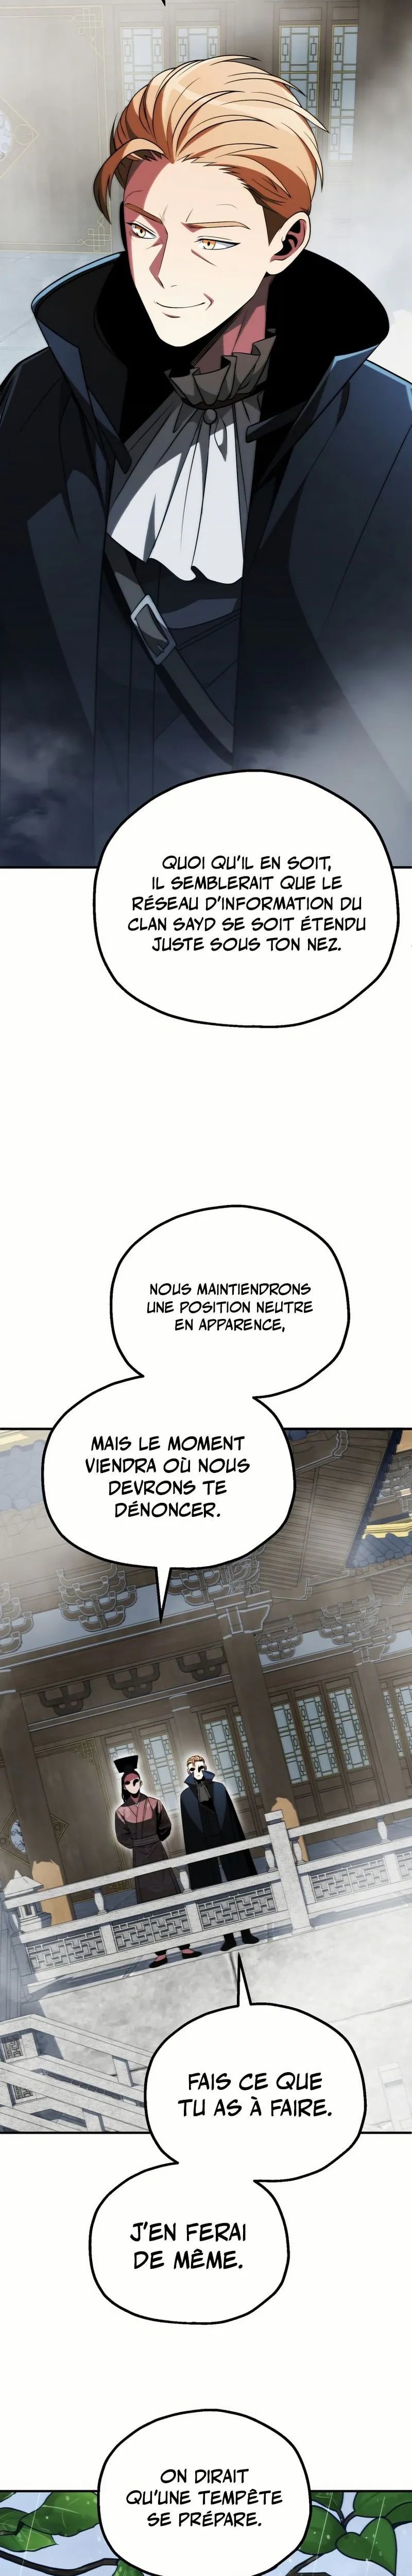 QUOI QU'IL EN SOIT,
IL SEMBLERAIT QUE LE
RÉSEAU D'INFORMATION DU
CLAN SAYD SE SOIT ÉTENDU
JUSTE SOUS TON NEZ.
NOUS MAINTIENDRONS
UNE POSITION NEUTRE
EN APPARENCE,
MAIS LE MOMENT
VIENDRA OÙ NOUS
DEVRONS TE
DÉNONCER.
FAIS CE QUE
TU AS À FAIRE.
J'EN FERAI
DE MÊME.
ON DIRAIT
QU'UNE TEMPÊTE
SE PRÉPARE.